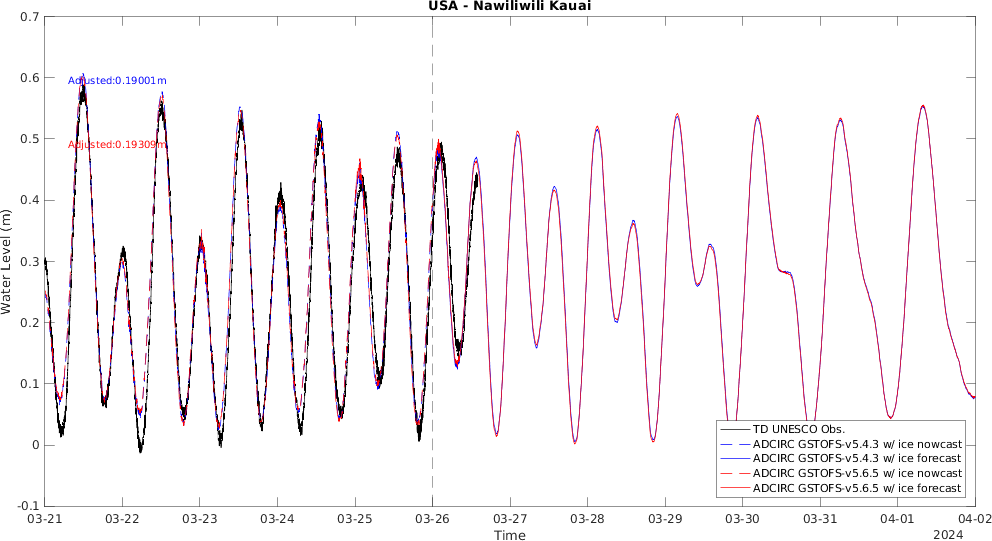 USA - Nawiliwili Kauai
0.7
0.6
0.5
0.4
0.3
0.2
0.1
0
-0.1
Water Level (m)
Adjusted:0.19001m
Adjusted:0.19309m
TD UNESCO Obs.
ADCIRC GSTOFS-v5.4.3 w/ ice nowcast
ADCIRC GSTOFS-v5.4.3 w/ ice forecast
ADCIRC GSTOFS-v5.6.5 w/ ice nowcast
ADCIRC GSTOFS-v5.6.5 w/ ice forecast
03-21 03-22 03-23 03-24 03-25 03-26 03-27 03-28 03-29 03-30 03-31 04-01 04-02
Time
2024